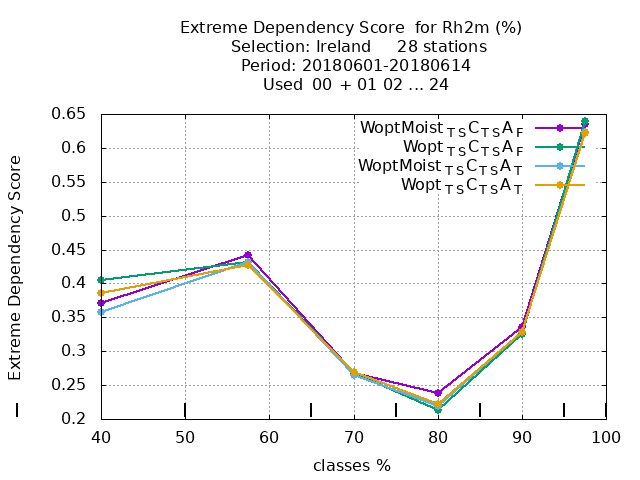 Extreme Dependency Score for Rh2m (%)
Selection: Ireland 28 stations
Period: 20180601-20180614
Used 00 + 01 02 ... 24
0.65
0.6
0.55
0.5
0.45
0.4
0.35
0.3
0.25
0.2
Extreme Dependency Score
WoptMoist TS C TS A F
Wopt TS C TS A F
WoptMoist TS C TS A T
Wopt TS C TS A T
40 50 60 70 80 90 100
classes %